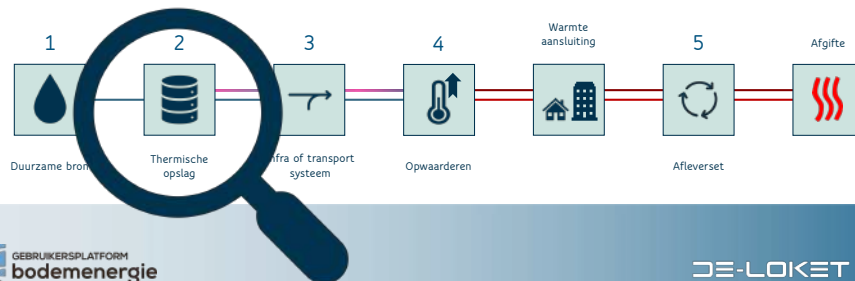 1
2
3
4
Warmte
aansluiting
5
Afgifte
Duurzame bron
Thermische
opslag
nfra of transport
systeem
Opwaarderen
Afleverset
GEBRUIKERSPLATFORM
bodemenergie
DE-LOKET